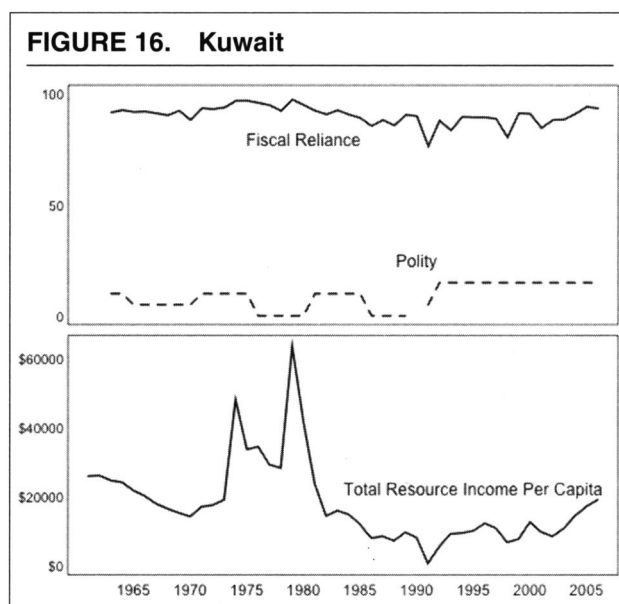 FIGURE 16. Kuwait
100
Fiscal Reliance
50
Polity
0
$60000
$40000
$20000
Total Resource Income Per Capita
$0
1965 1970 1975 1980 1985 1990 1995 2000 2005